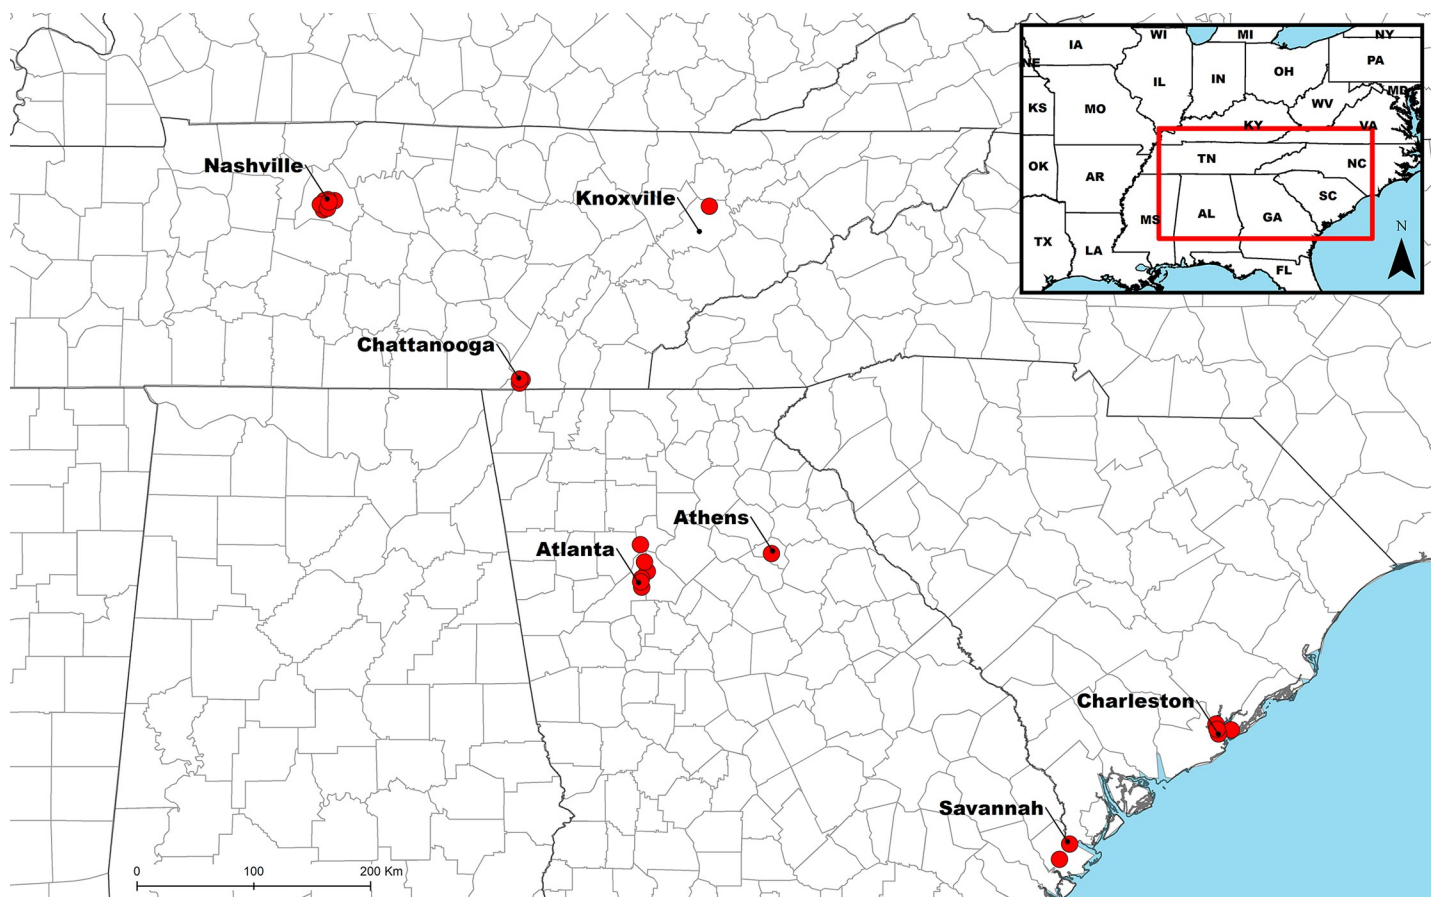 WI
MI
NY
IA
PA
NE
OH
IN
IL
MD
WV
KS
MO
KY
VA
TN
NC
OK
AR
SC
MS
AL
GA
N
TX
LA
FL
Nashville
Knoxville
Chattanooga
Athens
Atlanta
Charleston
Savannah
0 100 200 Km